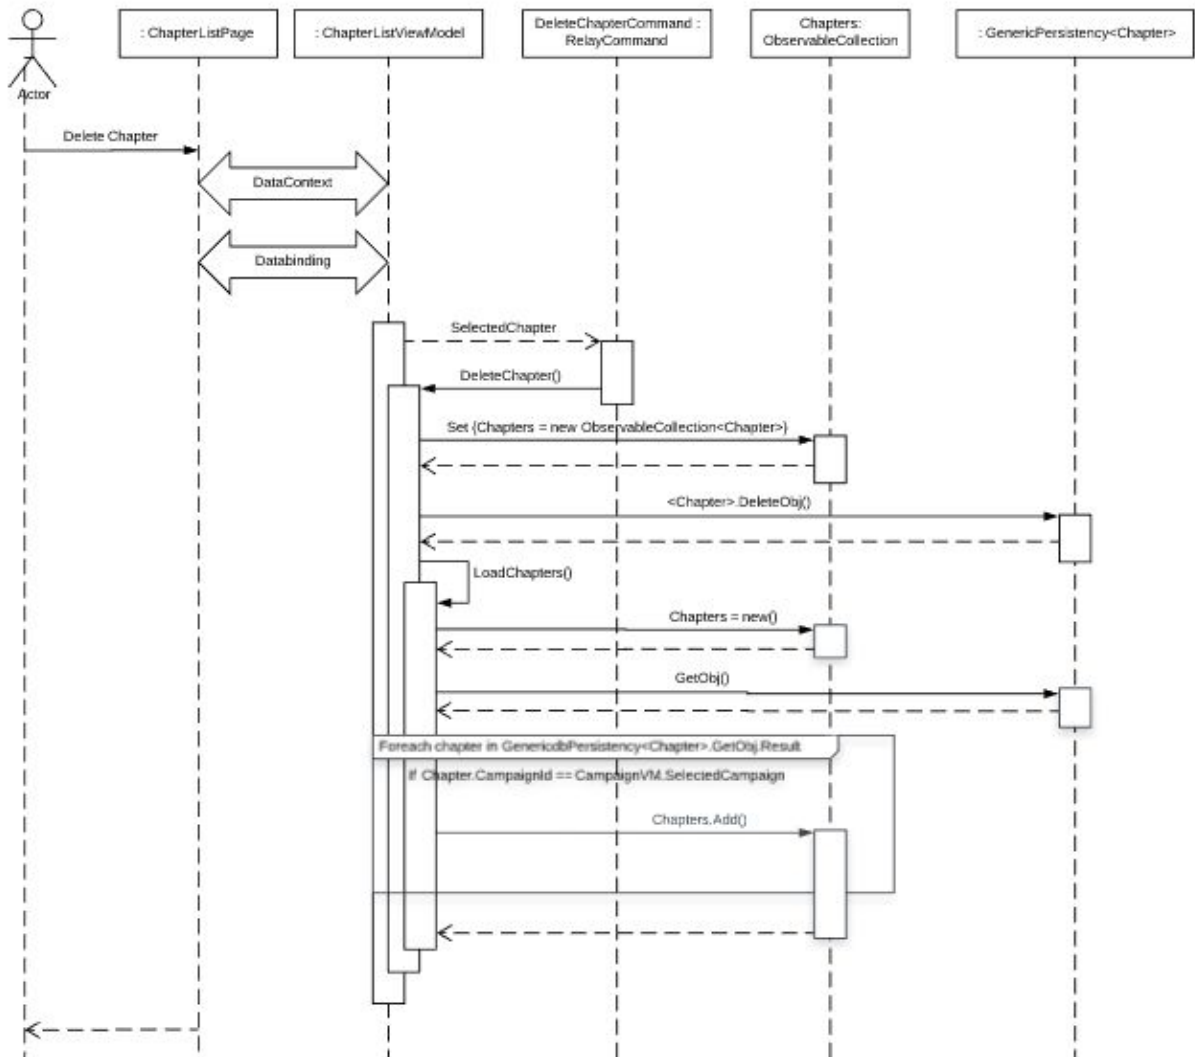 : ChapterListPage
: ChapterListViewModel
DeleteChapterCommand :
RelayCommand
Chapters:
ObservableCollection
: GenericPersistency<Chapter>
Actor
Delete Chapter
DataContext
Databinding
SelectedChapter
DeleteChapter()
Set {Chapters = new ObservableCollection<Chapter>}
<Chapter>.DeleteObj()
LoadChapters()
Chapters = new()
GetObj()
Foreach chapter in GenericdbPersistency<Chapter>.GetObj.Result
If Chapter.CampaignId == CampaignVM.SelectedCampaign
Chapters.Add()